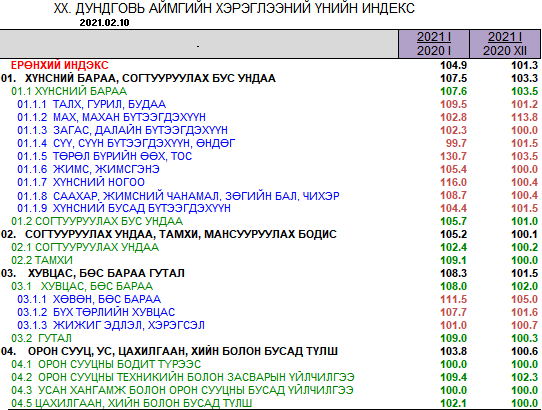 XX. ДУНДГОВЬ АЙМГИЙН ХЭРЭГЛЭЭНИЙ ҮНИЙН ИНДЕКС
2021.02.10
. 2021 I 2021 I
2020 I 2020 XII
ЕРӨНХИЙ ИНДЭКС 104.9 101.3
01. ХҮНСНИЙ БАРАА, СОГТУУРУУЛАХ БУС УНДАА 107.5 103.3
01.1 ХҮНСНИЙ БАРАА 107.6 103.5
01.1.1 ТАЛХ, ГУРИЛ, БУДАА 109.5 101.2
01.1.2 МАХ, МАХАН БҮТЭЭГДЭХҮҮН 102.8 113.8
01.1.3 ЗАГАС, ДАЛАЙН БҮТЭЭГДЭХҮҮН 102.3 100.0
01.1.4 СҮҮ, СҮҮН БҮТЭЭГДЭХҮҮН, ӨНДӨГ 99.7 101.5
01.1.5 ТӨРӨЛ БҮРИЙН ӨӨХ, ТОС 130.7 103.5
01.1.6 ЖИМС, ЖИМСГЭНЭ 105.4 100.0
01.1.7 ХҮНСНИЙ НОГОО 116.0 100.4
01.1.8 СААХАР, ЖИМСНИЙ ЧАНАМАЛ, ЗӨГИЙН БАЛ, ЧИХЭР 108.7 100.4
01.1.9 ХҮНСНИЙ БУСАД БҮТЭЭГДЭХҮҮН 104.4 101.5
01.2 СОГТУУРУУЛАХ БУС УНДАА 105.7 101.0
02. СОГТУУРУУЛАХ УНДАА, ТАМХИ, МАНСУУРУУЛАХ БОДИС 105.2 100.1
02.1 СОГТУУРУУЛАХ УНДАА 102.4 100.2
02.2 ТАМХИ 109.1 100.0
03. ХУВЦАС, БӨС БАРАА ГУТАЛ 108.3 101.5
03.1 ХУВЦАС, БӨС БАРАА 108.0 102.0
03.1.1 ХӨВӨН, БӨС БАРАА 111.5 105.0
03.1.2 БҮХ ТӨРЛИЙН ХУВЦАС 107.7 101.6
03.1.3 ЖИЖИГ ЭДЛЭЛ, ХЭРЭГСЭЛ 101.0 100.7
03.2 ГУТАЛ 109.0 100.3
04. ОРОН СУУЦ, УС, ЦАХИЛГААН, ХИЙН БОЛОН БУСАД ТҮЛШ 103.8 100.6
04.1 ОРОН СУУЦНЫ БОДИТ ТҮРЭЭС 100.0 100.0
04.2 ОРОН СУУЦНЫ ТЕХНИКИЙН БОЛОН ЗАСВАРЫН ҮЙЛЧИЛГЭЭ 109.4 102.3
04.3 УСАН ХАНГАМЖ БОЛОН ОРОН СУУЦНЫ БУСАД ҮЙЛЧИЛГЭЭ 100.0 100.0
04.5 ЦАХИЛГААН, ХИЙН БОЛОН БУСАД ТҮЛШ 102.1 100.0